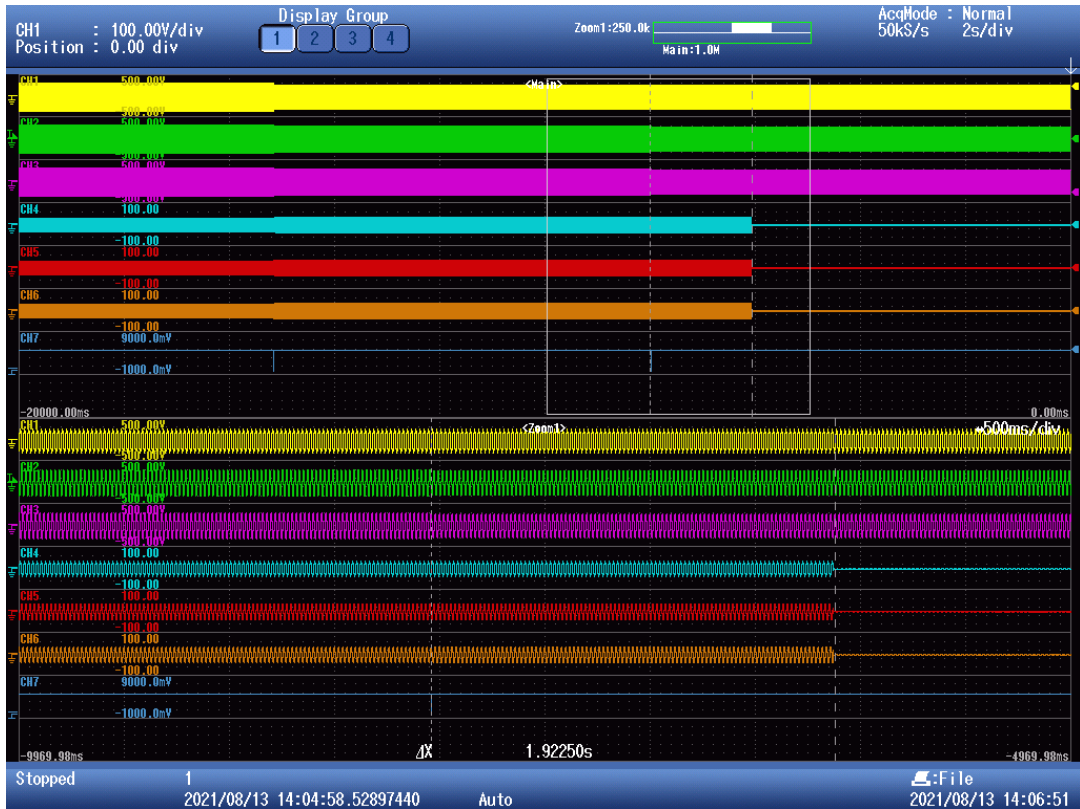 CH1 : 100.00V/div
Position : 0.00 div
Display Group
1 2 3 4
Zoom1:250.0k
Main:1.0M
AcqMode : Normal
50kS/s 2s/div
CH1 500.00V
<Main>
-500.00V
CH2 500.00V
-500.00V
CH3 500.00V
-500.00V
CH4 100.00
-100.00
CH5 100.00
-100.00
CH6 100.00
-100.00
CH7 9000.0mV
-1000.0mV
-20000.00ms 0.00ms
CH1 500.00V
<Zoom1>
500ms/div
-500.00V
CH2 500.00V
-500.00V
CH3 500.00V
-500.00V
CH4 100.00
-100.00
CH5 100.00
-100.00
CH6 100.00
-100.00
CH7 9000.0mV
-1000.0mV
ΔX 1.92250s
-9969.98ms -4969.98ms
Stopped 1 :File
2021/08/13 14:04:58.52897440 Auto 2021/08/13 14:06:51